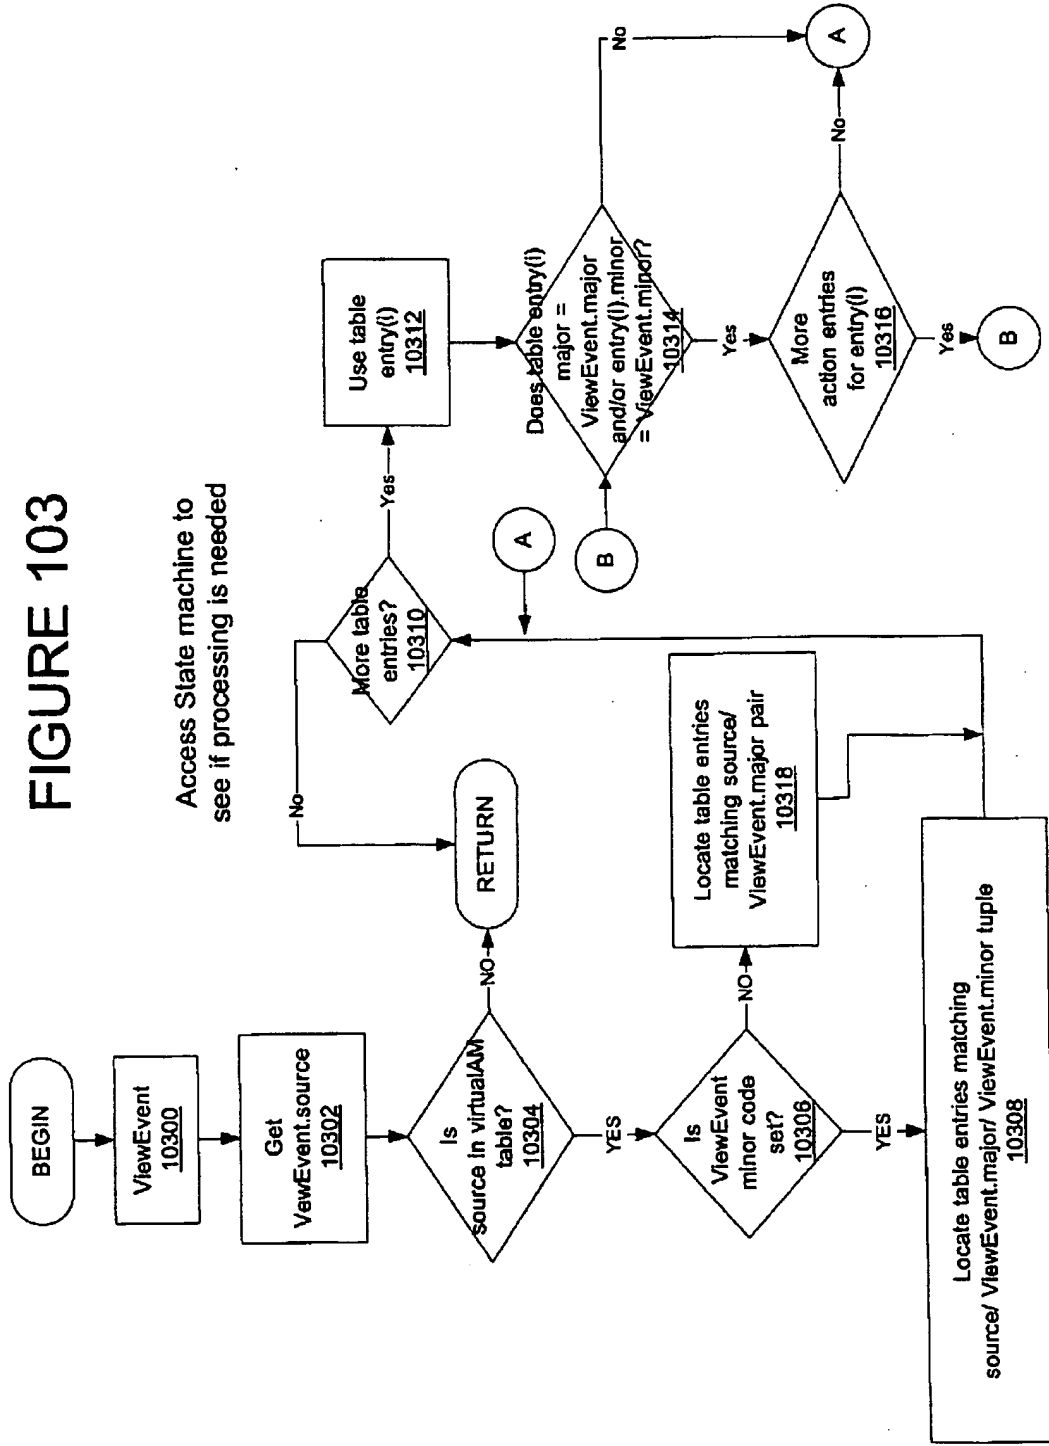 FIGURE 103
Access State machine to
see if processing is needed
BEGIN
ViewEvent
10300
Get
VewEvent.source
10302
Is
source in virtualAM
table?
10304
NO
RETURN
YES
Is
ViewEvent
minor code
set?
10306
NO
Locate table entries
matching source/
ViewEvent.major pair
10318
YES
Locate table entries matching
source/ ViewEvent.major/ ViewEvent.minor tuple
10308
A
More table
entries?
10310
No
Yes
Use table
entry(i)
10312
B
Does table entry(i)
major =
ViewEvent.major
and/or entry(i).minor
= ViewEvent.minor?
10314
No
A
Yes
More
action entries
for entry(i)
10316
No
Yes
B